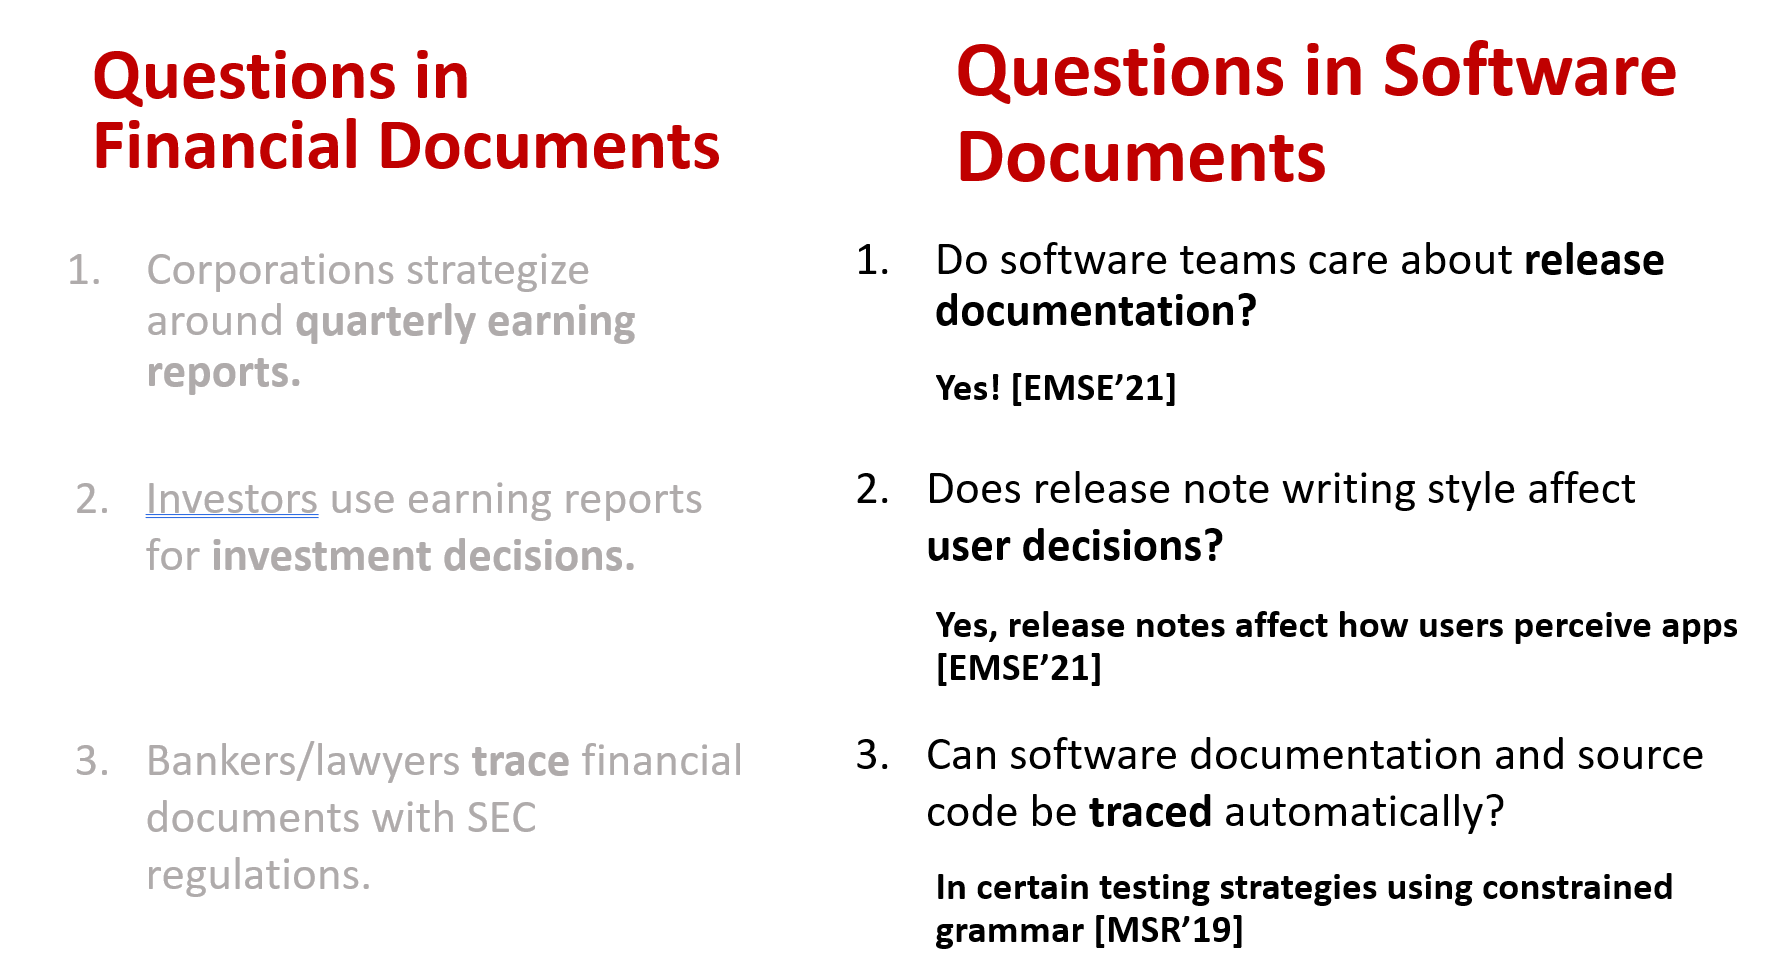 Questions in
Financial Documents
1. Corporations strategize
around quarterly earning
reports.
2. Investors use earning reports
for investment decisions.
3. Bankers/lawyers trace financial
documents with SEC
regulations.
Questions in Software
Documents
1. Do software teams care about release
documentation?
Yes! [EMSE’21]
2. Does release note writing style affect
user decisions?
Yes, release notes affect how users perceive apps
[EMSE’21]
3. Can software documentation and source
code be traced automatically?
In certain testing strategies using constrained
grammar [MSR’19]